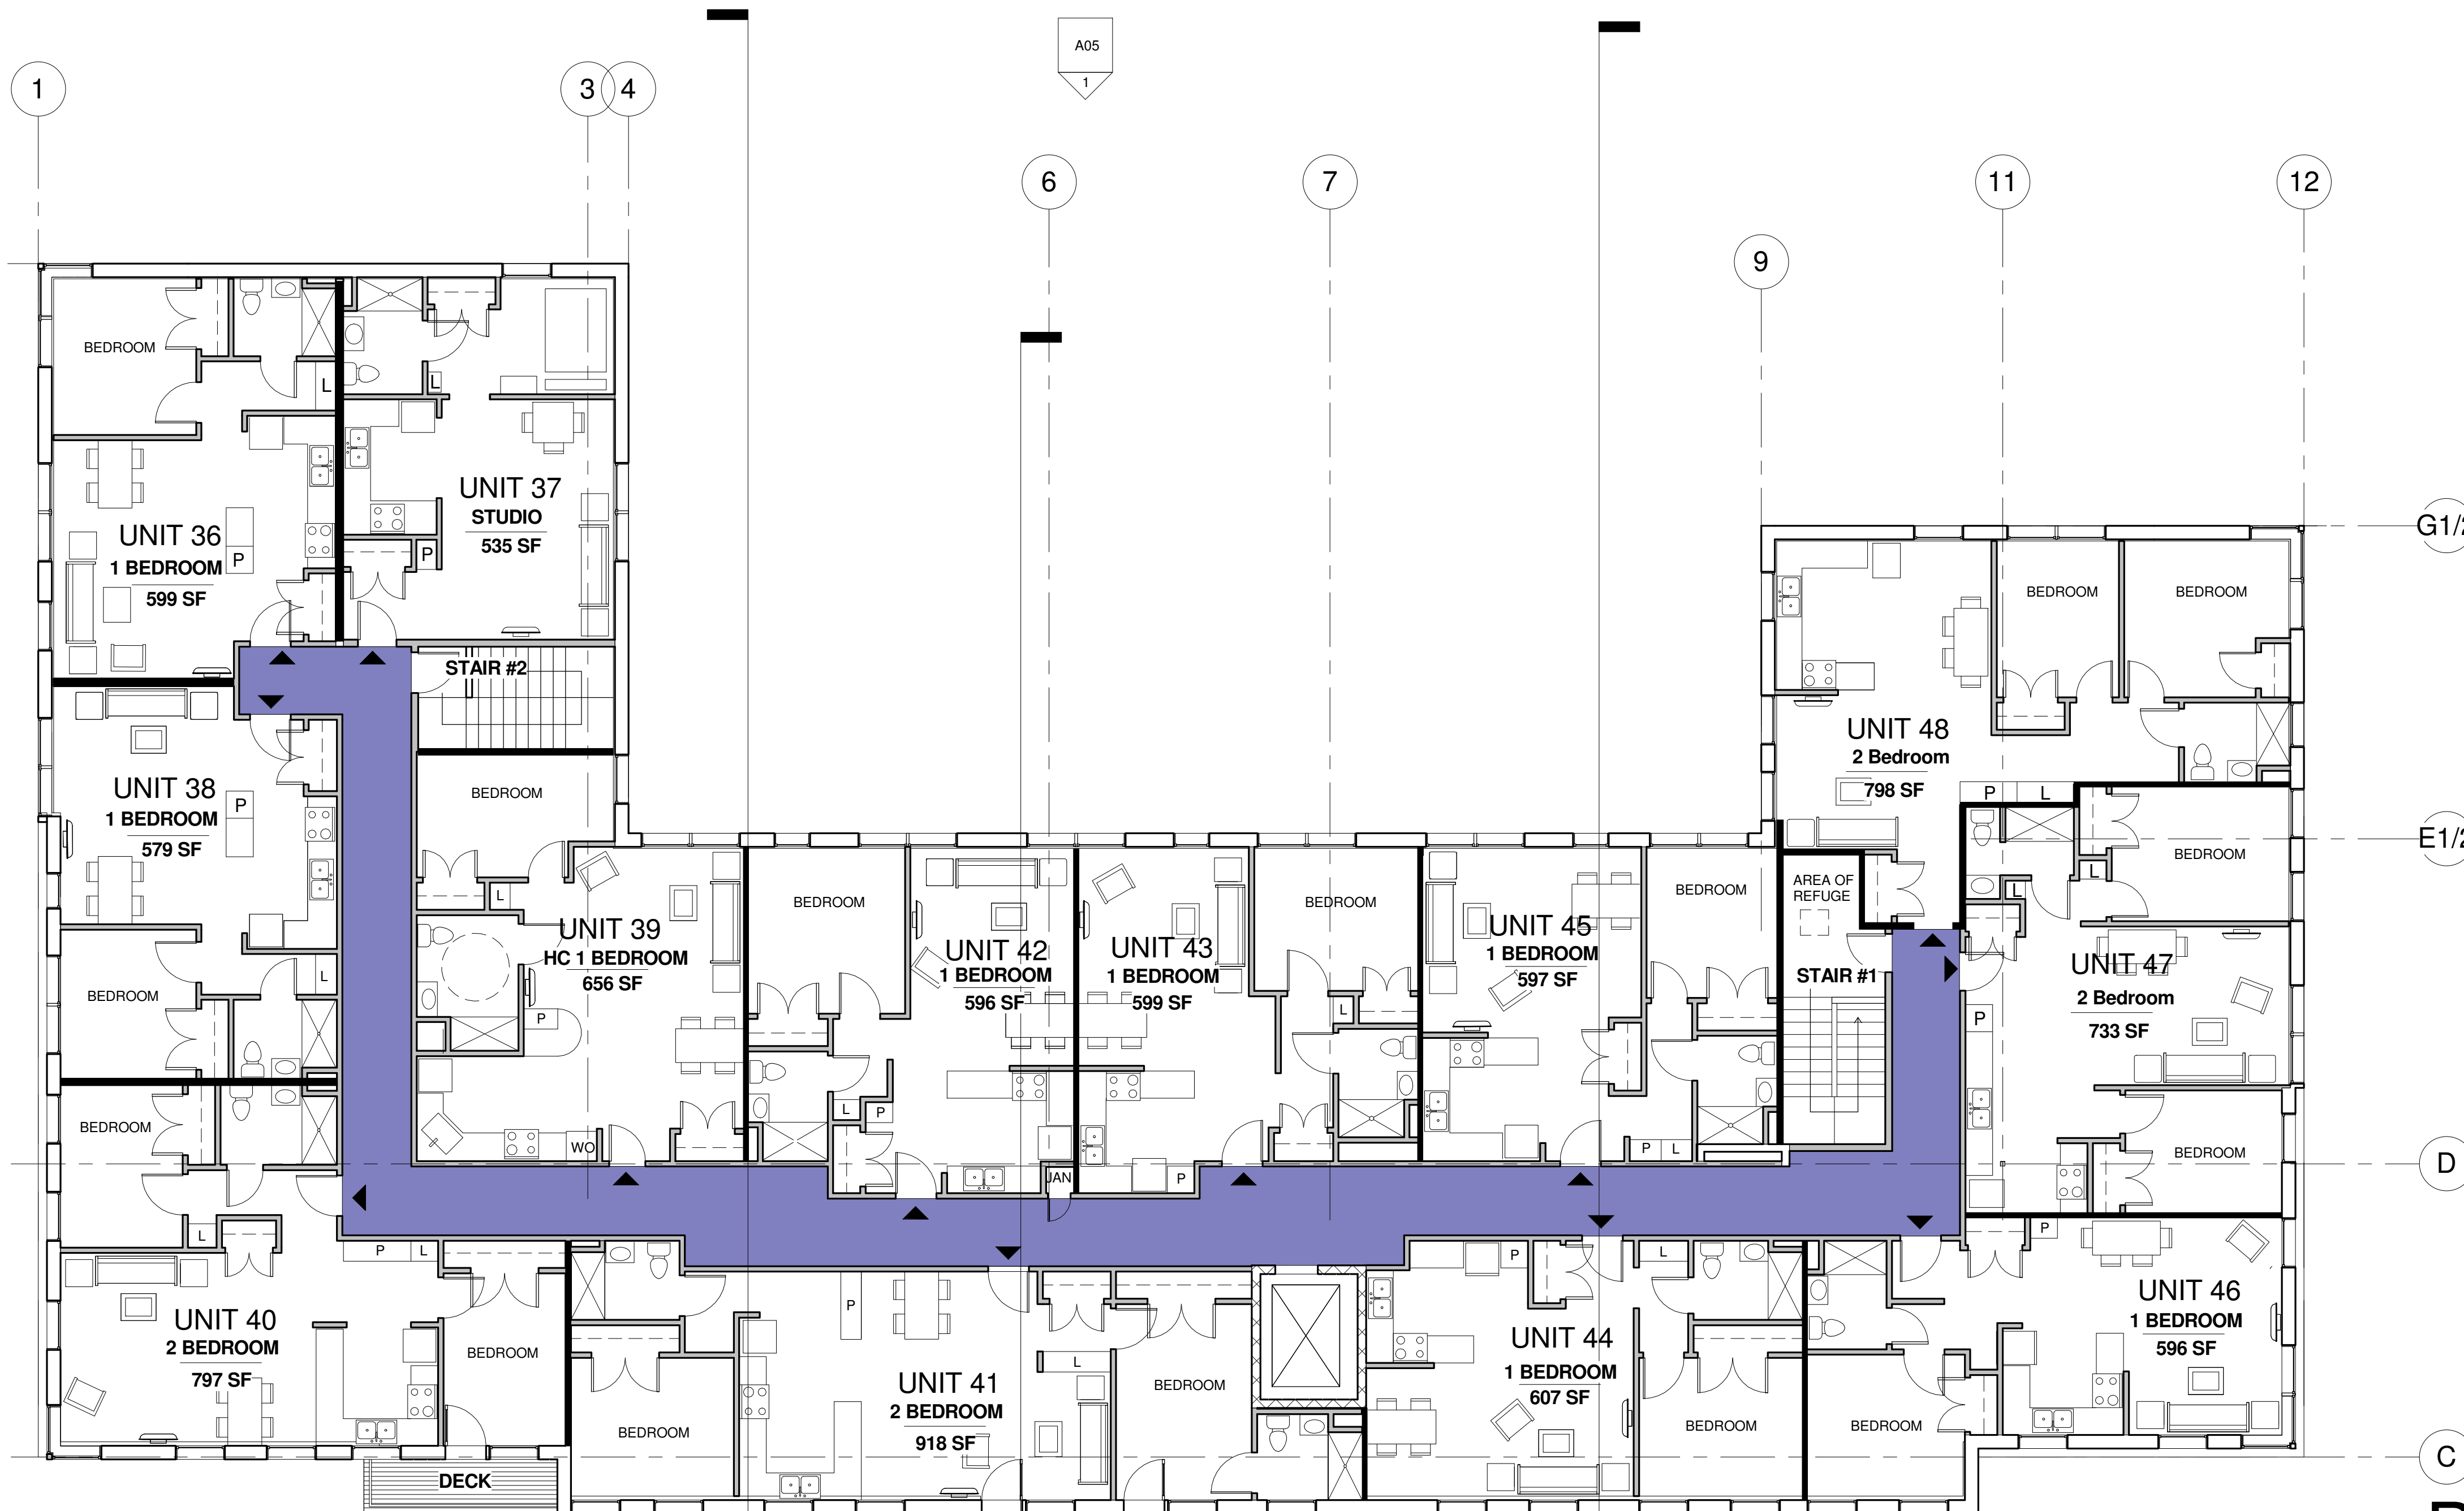 A05
1
1
3
4
6
7
9
11
12
G1/2
E1/2
D
C
BEDROOM
L
UNIT 36
1 BEDROOM
599 SF
P
L
UNIT 37
STUDIO
535 SF
P
STAIR #2
UNIT 38
1 BEDROOM
579 SF
P
BEDROOM
L
BEDROOM
L
UNIT 39
HC 1 BEDROOM
656 SF
P
WO
BEDROOM
L
P
L
UNIT 40
2 BEDROOM
797 SF
BEDROOM
DECK
BEDROOM
UNIT 42
1 BEDROOM
596 SF
L
P
JAN
UNIT 43
1 BEDROOM
599 SF
BEDROOM
L
P
UNIT 45
1 BEDROOM
597 SF
BEDROOM
P
L
BEDROOM
P
UNIT 41
2 BEDROOM
918 SF
L
BEDROOM
P
L
UNIT 44
1 BEDROOM
607 SF
BEDROOM
AREA OF
REFUGE
STAIR #1
UNIT 48
2 Bedroom
798 SF
BEDROOM
BEDROOM
P
L
BEDROOM
L
L
UNIT 47
2 Bedroom
733 SF
P
BEDROOM
P
UNIT 46
1 BEDROOM
596 SF
BEDROOM